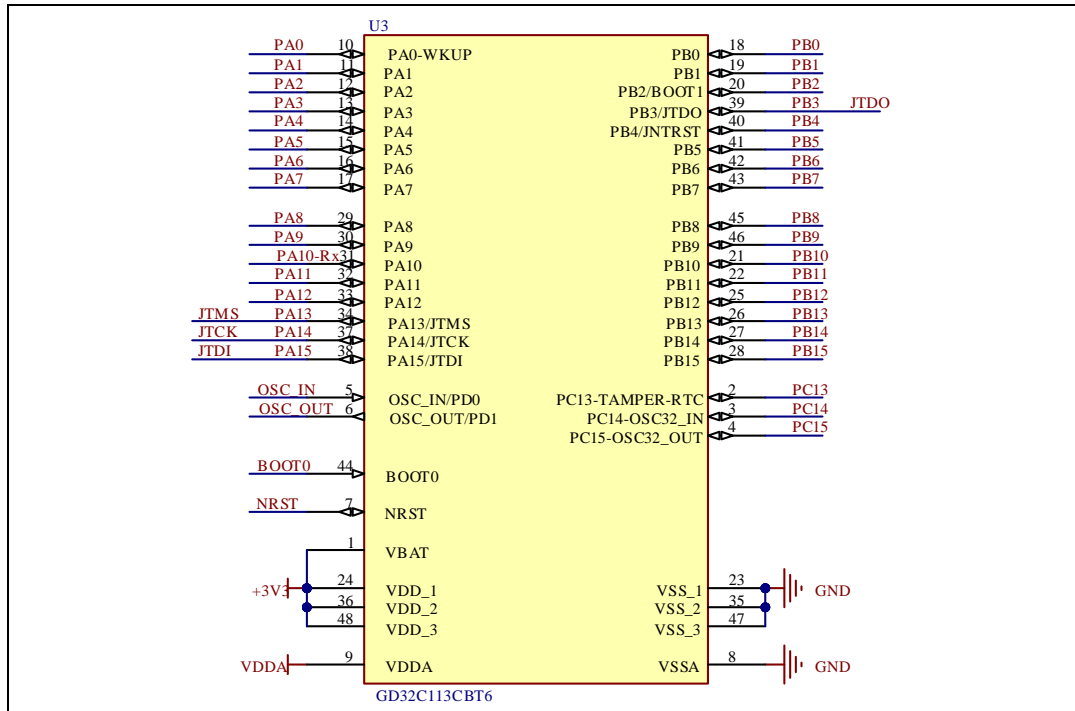 U3
PA0 10 PA0-WKUP PB0 18 PB0
PA1 11 PA1 PB1 19 PB1
PA2 12 PA2 PB2/BOOT1 20 PB2
PA3 13 PA3 PB3/JTDO 39 PB3 JTDO
PA4 14 PA4 PB4/JNTRST 40 PB4
PA5 15 PA5 PB5 41 PB5
PA6 16 PA6 PB6 42 PB6
PA7 17 PA7 PB7 43 PB7
PA8 29 PA8 PB8 45 PB8
PA9 30 PA9 PB9 46 PB9
PA10-Rx 31 PA10 PB10 21 PB10
PA11 32 PA11 PB11 22 PB11
PA12 33 PA12 PB12 25 PB12
JTMS PA13 34 PA13/JTMS PB13 26 PB13
JTCK PA14 37 PA14/JTCK PB14 27 PB14
JTDI PA15 38 PA15/JTDI PB15 28 PB15
OSC_IN 5 OSC_IN/PD0 PC13-TAMPER-RTC 2 PC13
OSC_OUT 6 OSC_OUT/PD1 PC14-OSC32_IN 3 PC14
PC15-OSC32_OUT 4 PC15
BOOT0 44 BOOT0
NRST 7 NRST
1 VBAT
+3V3 24 VDD_1 VSS_1 23 GND
36 VDD_2 VSS_2 35
48 VDD_3 VSS_3 47
VDDA 9 VDDA VSSA 8 GND
GD32C113CBT6